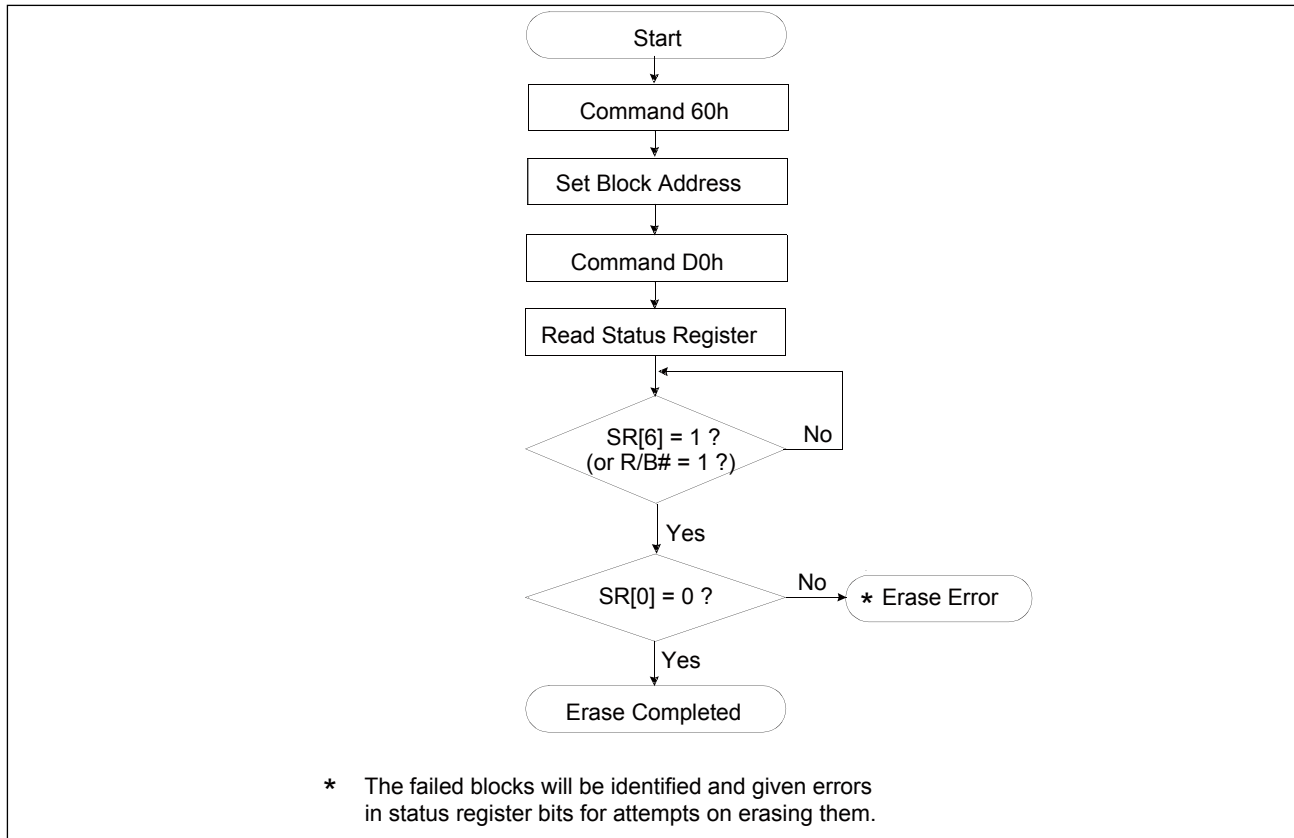 Start
Command 60h
Set Block Address
Command D0h
Read Status Register
SR[6] = 1 ?
(or R/B# = 1 ?)
No
Yes
SR[0] = 0 ?
No
* Erase Error
Yes
Erase Completed
* The failed blocks will be identified and given errors
in status register bits for attempts on erasing them.